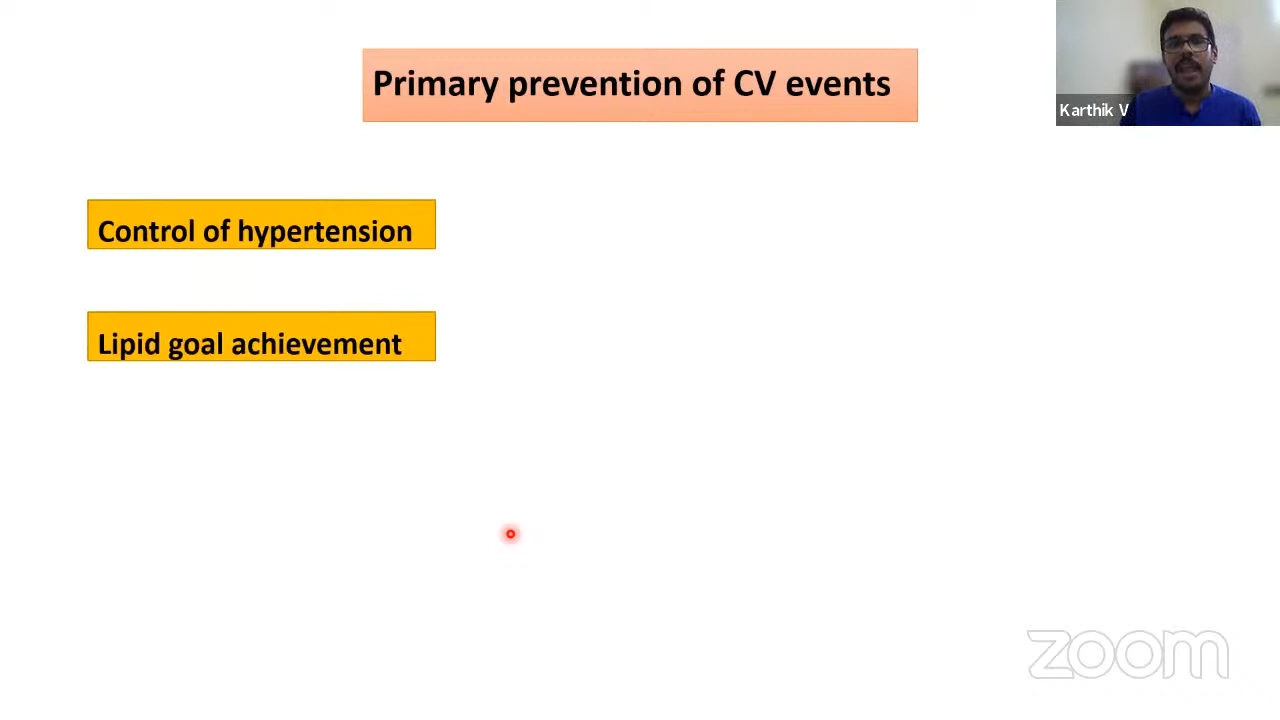 Primary prevention of CV events
Karthik V
Control of hypertension
Lipid goal achievement
zoom